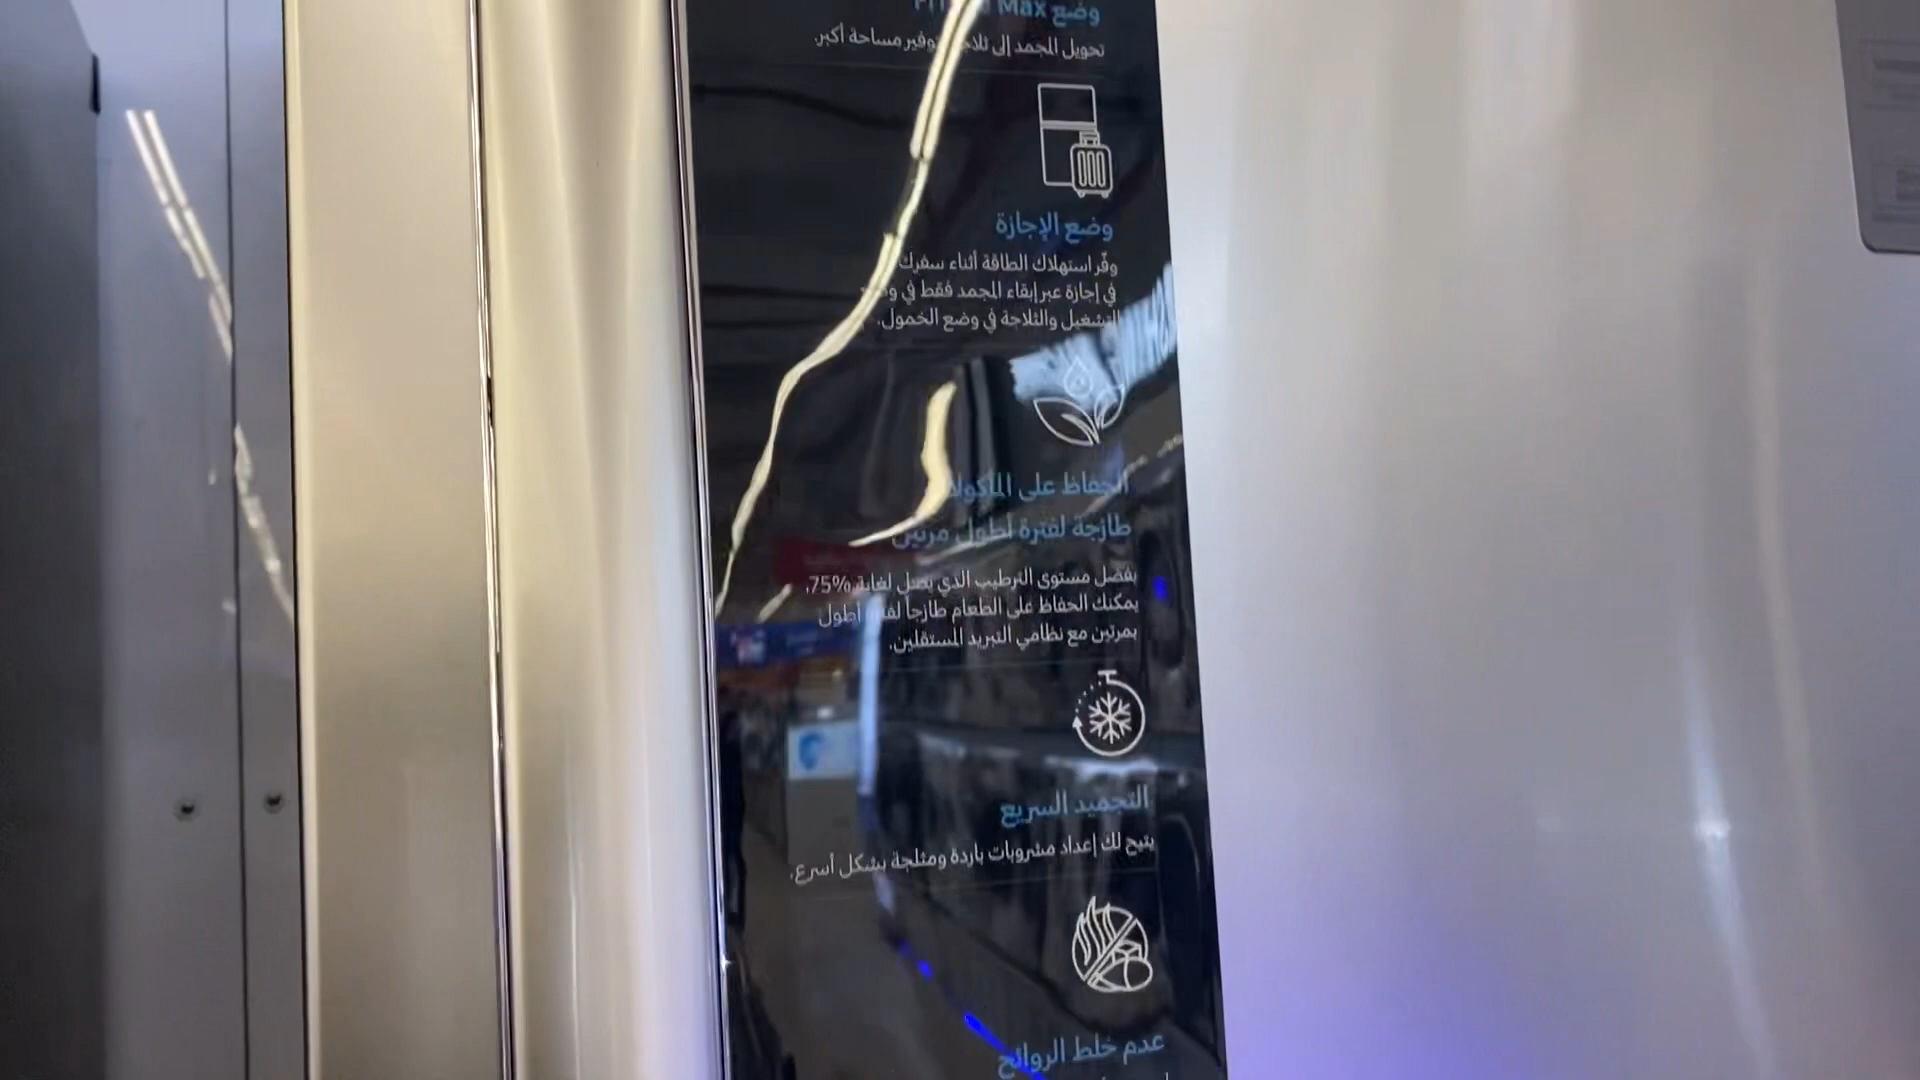 وضع Max
تحويل المجمد إلى ثلاجة لتوفير مساحة أكبر.
وضع الإجازة
وفّر استهلاك الطاقة أثناء سفرك
في إجازة عبر إبقاء المجمد فقط في وضع
التشغيل والثلاجة في وضع الخمول.
الحفاظ على المأكولات
طازجة لفترة أطول مرتين
بفضل مستوى الترطيب الذي يصل لغاية 75%،
يمكنك الحفاظ على الطعام طازجاً لفترة أطول
بمرتين مع نظامي التبريد المستقلين.
التجميد السريع
يتيح لك إعداد مشروبات باردة ومثلجة بشكل أسرع.
عدم خلط الروائح